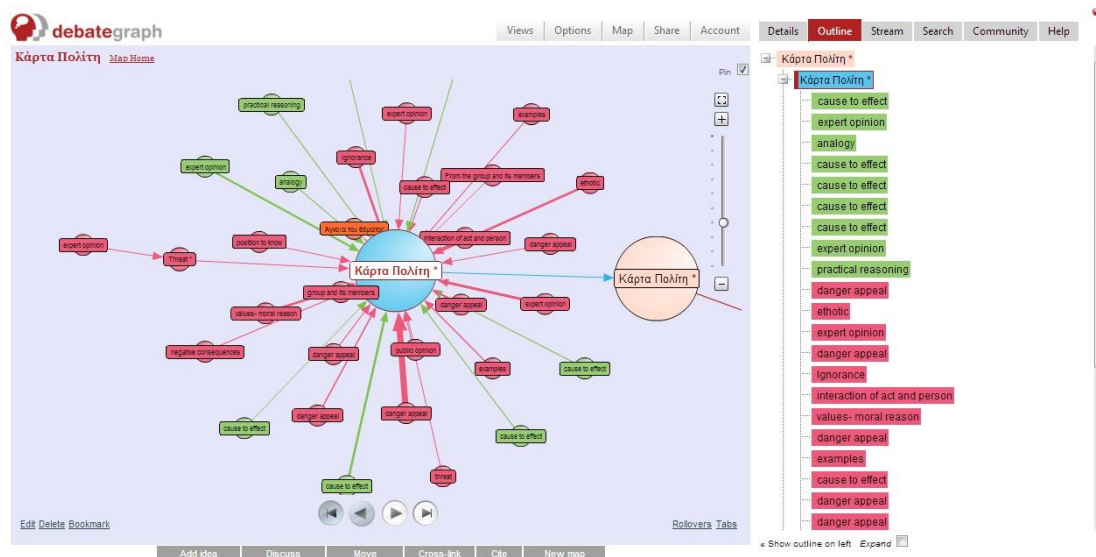 debategraph
Views Options Map Share Account
Details Outline Stream Search Community Help
Κάρτα Πολίτη Map Home
Pin
practical reasoning
expert opinion
examples
ignorance
expert opinion
analogy
cause to effect
From the group and its members
ethotic
Άγνοια του θέματος
position to know
interaction of act and person
danger appeal
expert opinion
Threat *
Κάρτα Πολίτη *
Κάρτα Πολίτη *
group and its members
danger appeal
expert opinion
values- moral reason
negative consequences
danger appeal
public opinion
examples
cause to effect
danger appeal
danger appeal
cause to effect
cause to effect
threat
cause to effect
Edit Delete Bookmark
Rollovers Tabs
Add idea Discuss Move Cross-link Cite New map
Κάρτα Πολίτη *
Κάρτα Πολίτη *
cause to effect
expert opinion
analogy
cause to effect
cause to effect
cause to effect
cause to effect
expert opinion
practical reasoning
danger appeal
ethotic
expert opinion
danger appeal
Ignorance
interaction of act and person
values- moral reason
danger appeal
examples
cause to effect
danger appeal
danger appeal
« Show outline on left Expand